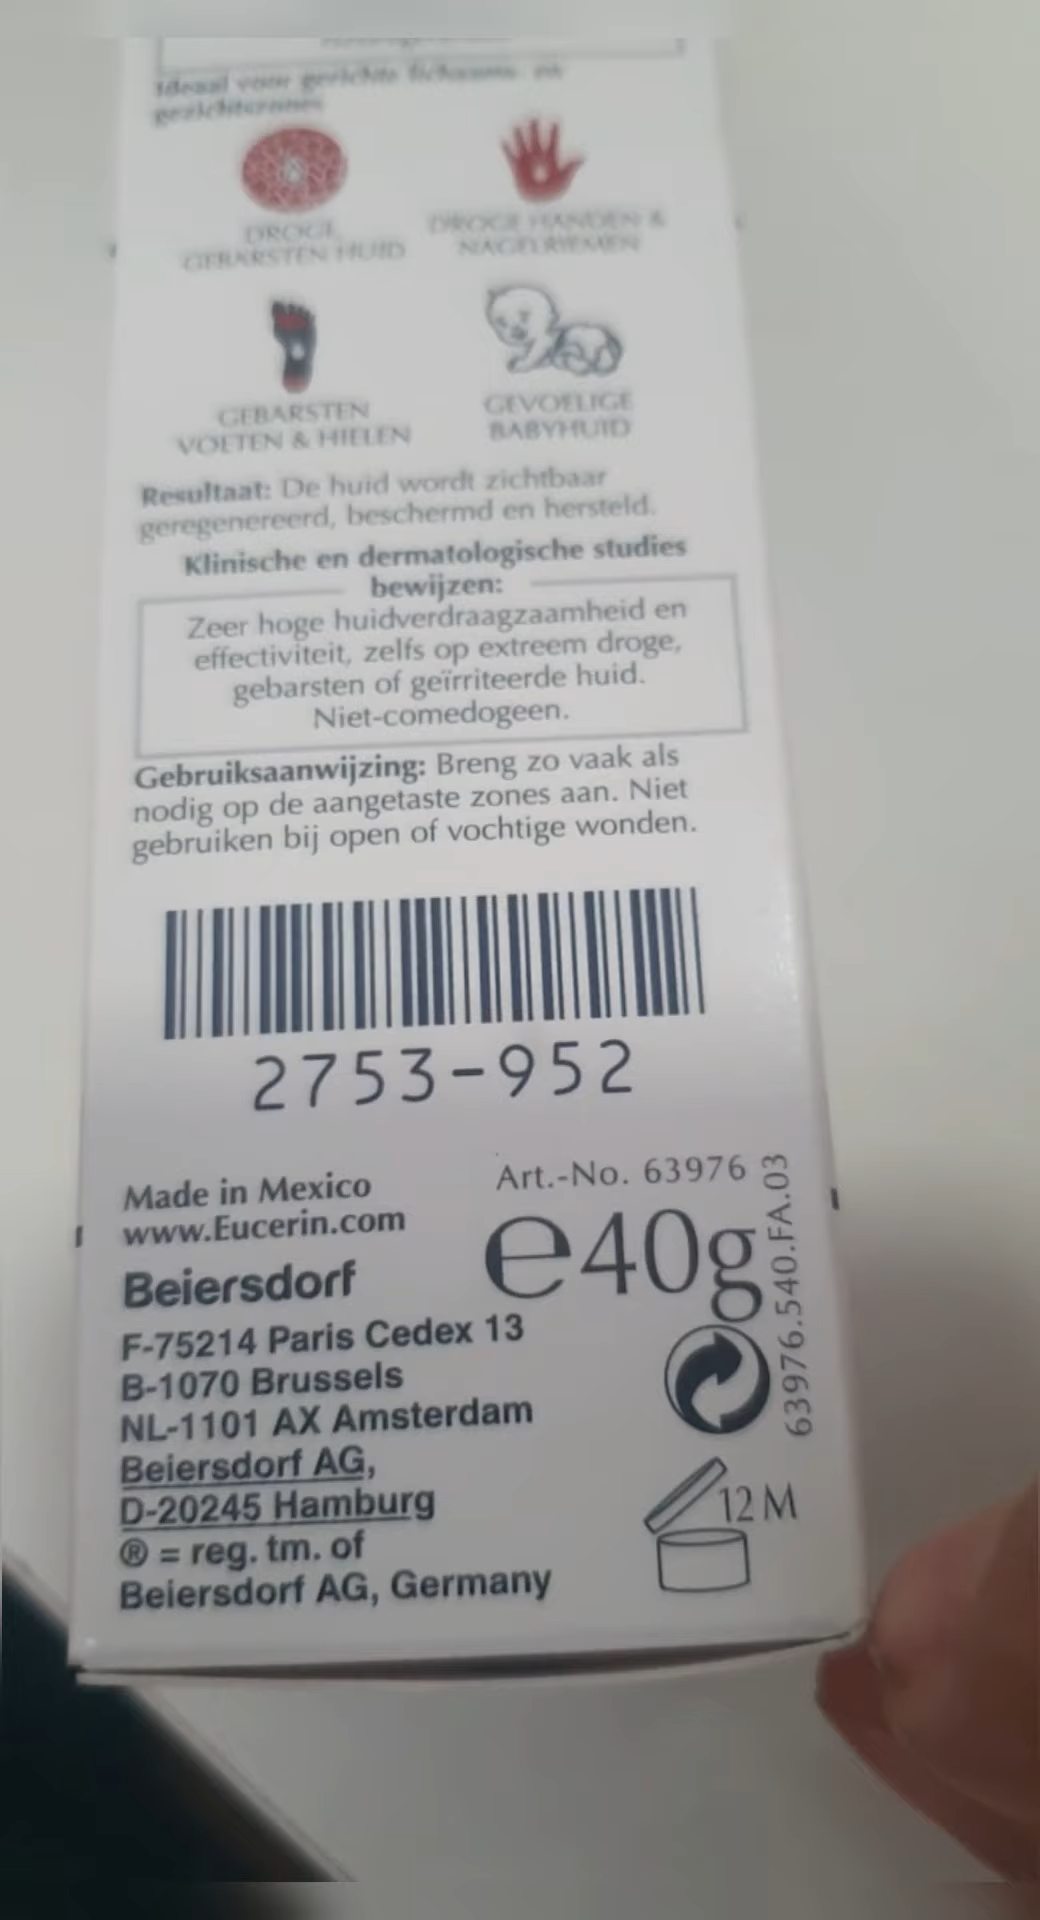 Ideaal voor gerichte lichaams- en
gezichtszones
DROGE,
GEBARSTEN HUID
DROGE HANDEN &
NAGELRIEMEN
GEBARSTEN
VOETEN & HIELEN
GEVOELIGE
BABYHUID
Resultaat: De huid wordt zichtbaar
geregenereerd, beschermd en hersteld.
Klinische en dermatologische studies
bewijzen:
Zeer hoge huidverdraagzaamheid en
effectiviteit, zelfs op extreem droge,
gebarsten of geïrriteerde huid.
Niet-comedogeen.
Gebruiksaanwijzing: Breng zo vaak als
nodig op de aangetaste zones aan. Niet
gebruiken bij open of vochtige wonden.
2753-952
Made in Mexico
www.Eucerin.com
Art.-No. 63976
e40g
63976.540.FA.03
Beiersdorf
F-75214 Paris Cedex 13
B-1070 Brussels
NL-1101 AX Amsterdam
Beiersdorf AG,
D-20245 Hamburg
® = reg. tm. of
Beiersdorf AG, Germany
12 M